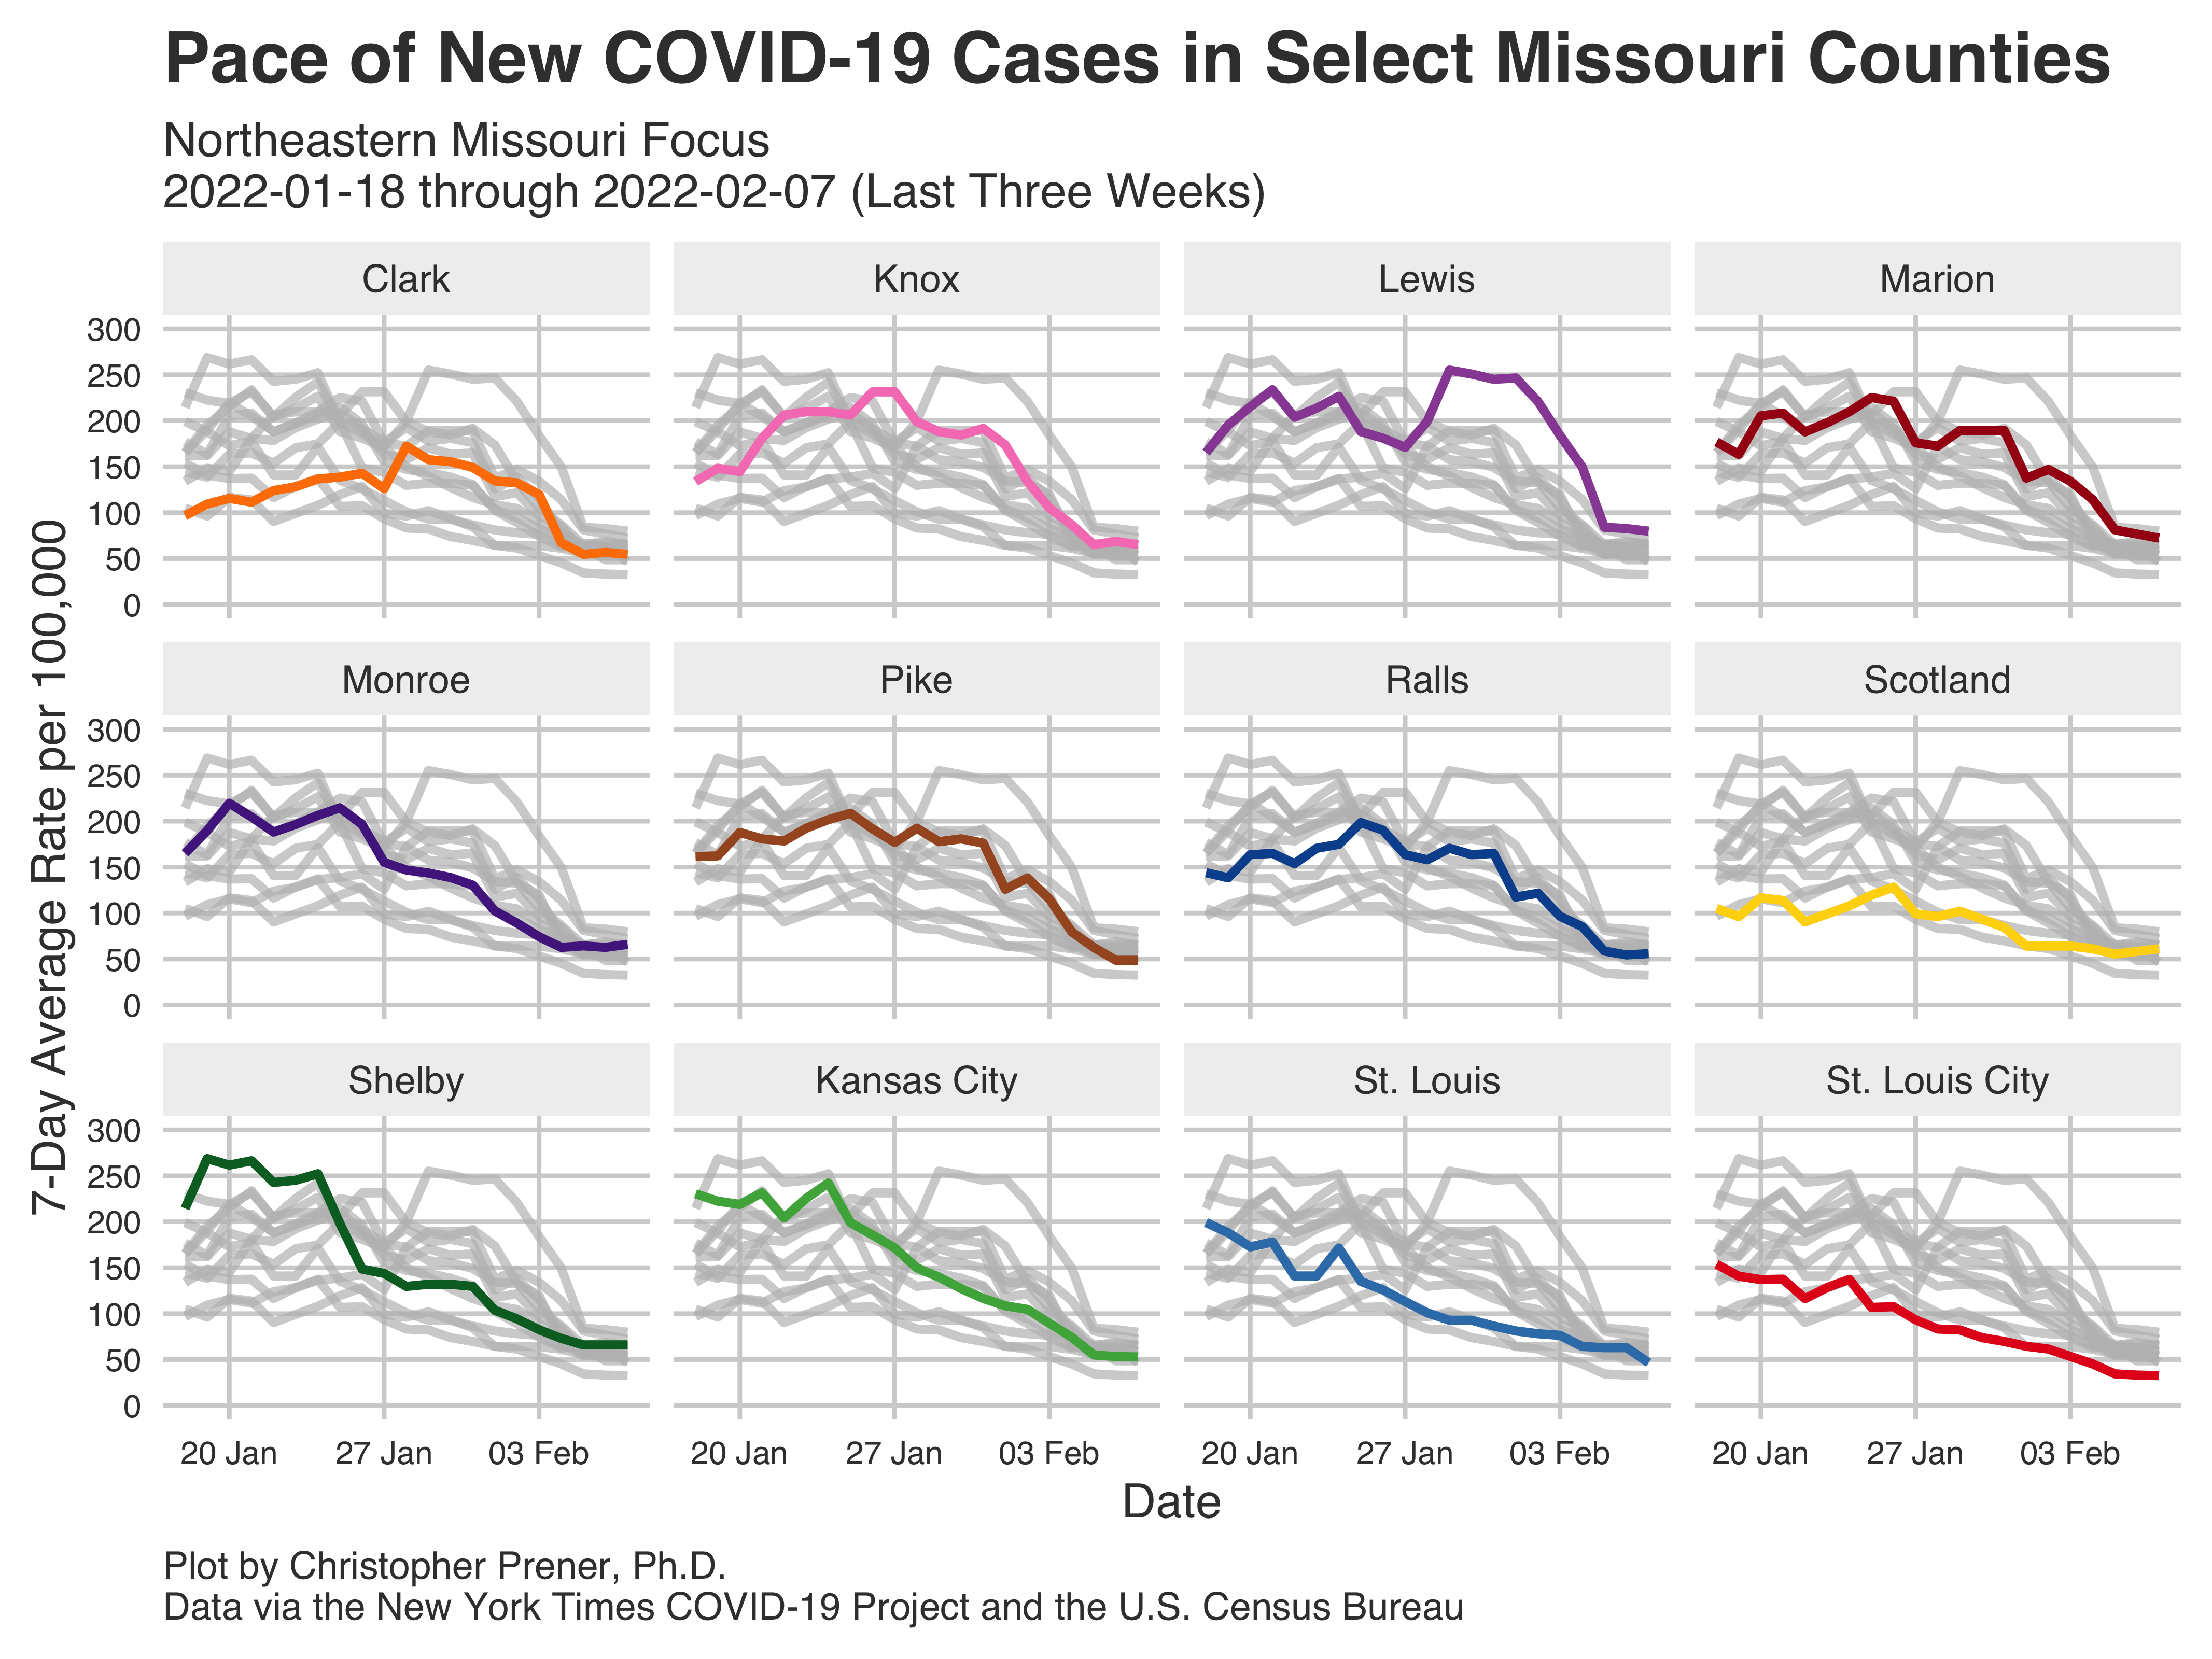 Pace of New COVID-19 Cases in Select Missouri Counties
Northeastern Missouri Focus
2022-01-18 through 2022-02-07 (Last Three Weeks)
7-Day Average Rate per 100,000
Clark
Knox
Lewis
Marion
300
250
200
150
100
50
0
Monroe
Pike
Ralls
Scotland
300
250
200
150
100
50
0
Shelby
Kansas City
St. Louis
St. Louis City
300
250
200
150
100
50
0
20 Jan 27 Jan 03 Feb
20 Jan 27 Jan 03 Feb
20 Jan 27 Jan 03 Feb
20 Jan 27 Jan 03 Feb
Date
Plot by Christopher Prener, Ph.D.
Data via the New York Times COVID-19 Project and the U.S. Census Bureau